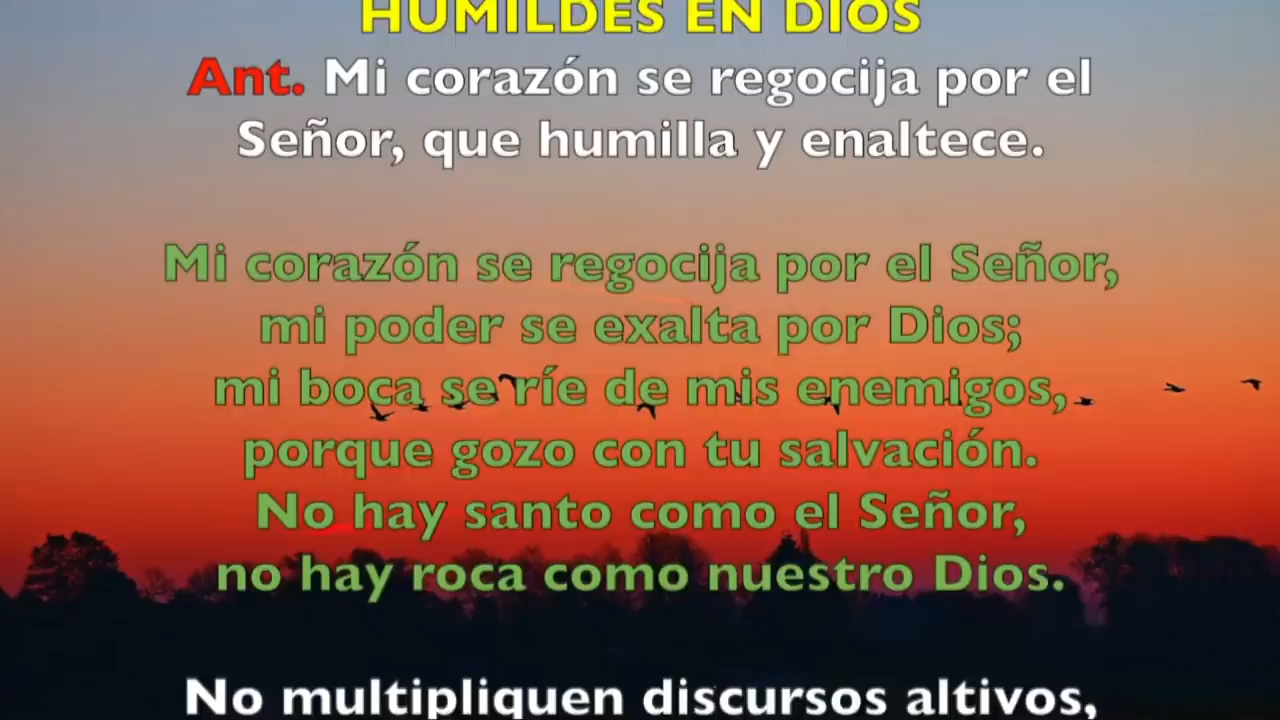 HUMILDES EN DIOS
Ant. Mi corazón se regocija por el
Señor, que humilla y enaltece.
Mi corazón se regocija por el Señor,
mi poder se exalta por Dios;
mi boca se ríe de mis enemigos,
porque gozo con tu salvación.
No hay santo como el Señor,
no hay roca como nuestro Dios.
No multipliquen discursos altivos,